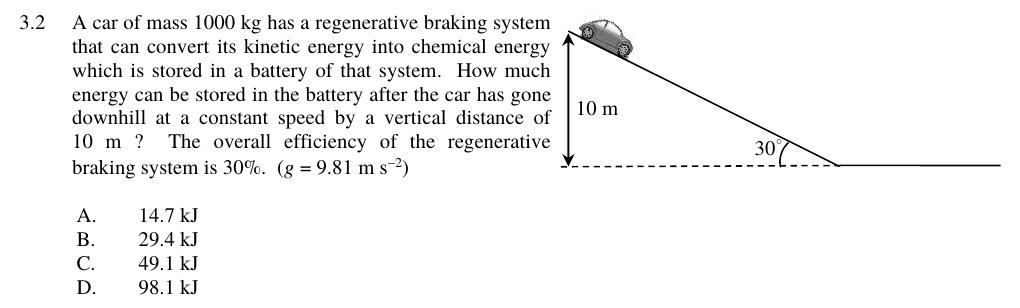 3.2 A car of mass 1000 kg has a regenerative braking system
that can convert its kinetic energy into chemical energy
which is stored in a battery of that system. How much
energy can be stored in the battery after the car has gone
downhill at a constant speed by a vertical distance of
10 m ? The overall efficiency of the regenerative
braking system is 30%. (g = 9.81 m s⁻²)
10 m
30°
A. 14.7 kJ
B. 29.4 kJ
C. 49.1 kJ
D. 98.1 kJ